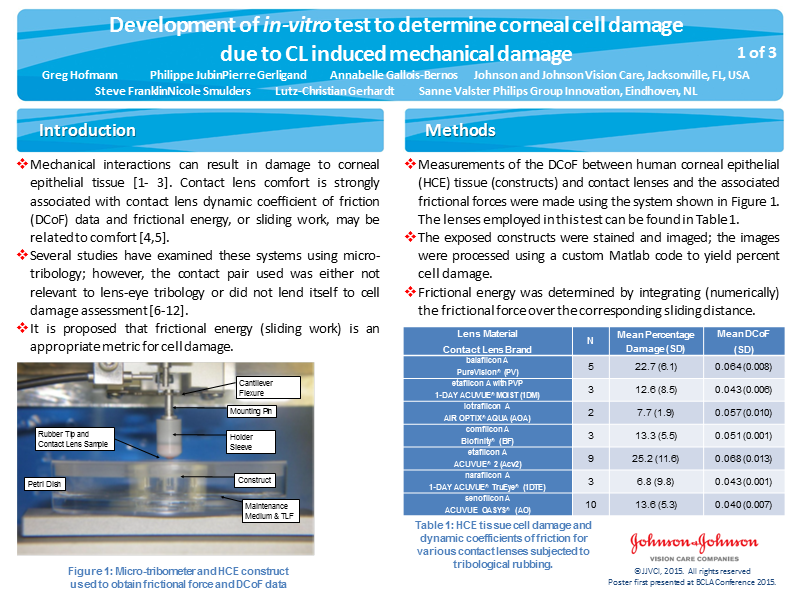 Development of in-vitro test to determine corneal cell damage
due to CL induced mechanical damage
1 of 3
Greg Hofmann Philippe JubinPierre Gerligand Annabelle Gallois-Bernos Johnson and Johnson Vision Care, Jacksonville, FL, USA
Steve FranklinNicole Smulders Lutz-Christian Gerhardt Sanne Valster Philips Group Innovation, Eindhoven, NL
Introduction
❖Mechanical interactions can result in damage to corneal
epithelial tissue [1- 3]. Contact lens comfort is strongly
associated with contact lens dynamic coefficient of friction
(DCoF) data and frictional energy, or sliding work, may be
related to comfort [4,5].
❖Several studies have examined these systems using micro-
tribology; however, the contact pair used was either not
relevant to lens-eye tribology or did not lend itself to cell
damage assessment [6-12].
❖It is proposed that frictional energy (sliding work) is an
appropriate metric for cell damage.
Cantilever
Flexure
Mounting Pin
Rubber Tip and
Contact Lens Sample
Holder
Sleeve
Petri Dish
Construct
Maintenance
Medium & TLF
Figure 1: Micro-tribometer and HCE construct
used to obtain frictional force and DCoF data
Methods
❖Measurements of the DCoF between human corneal epithelial
(HCE) tissue (constructs) and contact lenses and the associated
frictional forces were made using the system shown in Figure 1.
The lenses employed in this test can be found in Table 1.
❖The exposed constructs were stained and imaged; the images
were processed using a custom Matlab code to yield percent
cell damage.
❖Frictional energy was determined by integrating (numerically)
the frictional force over the corresponding sliding distance.
Lens Material
Contact Lens Brand
N
Mean Percentage
Damage (SD)
Mean DCoF
(SD)
balafilcon A
PureVision^ (PV)
5 22.7 (6.1) 0.064 (0.008)
etafilcon A with PVP
1-DAY ACUVUE^ MOIST (1DM)
3 12.6 (8.5) 0.043 (0.006)
lotrafilcon A
AIR OPTIX^ AQUA (AOA)
2 7.7 (1.9) 0.057 (0.010)
comfilcon A
Biofinity^ (BF)
3 13.3 (5.5) 0.051 (0.001)
etafilcon A
ACUVUE^ 2 (Acv2)
9 25.2 (11.6) 0.068 (0.013)
narafilcon A
1-DAY ACUVUE^ TruEye^ (1DTE)
3 6.8 (9.8) 0.043 (0.001)
senofilcon A
ACUVUE OASYS^ (AO)
10 13.6 (5.3) 0.040 (0.007)
Table 1: HCE tissue cell damage and
dynamic coefficients of friction for
various contact lenses subjected to
tribological rubbing.
Johnson & Johnson
VISION CARE COMPANIES
© JJVCI, 2015. All rights reserved
Poster first presented at BCLA Conference 2015.